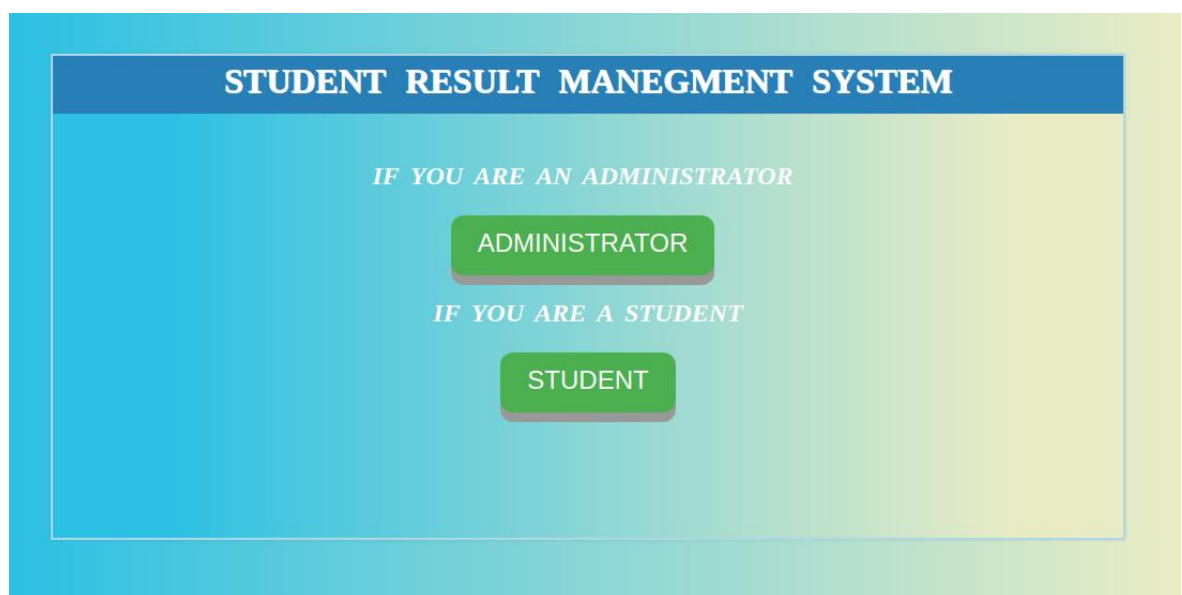 STUDENT RESULT MANEGMENT SYSTEM
IF YOU ARE AN ADMINISTRATOR
ADMINISTRATOR
IF YOU ARE A STUDENT
STUDENT